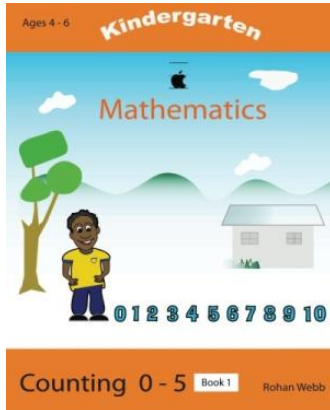 Ages 4 - 6
Kindergarten
Mathematics
0 1 2 3 4 5 6 7 8 9 10
Counting 0 - 5 Book 1 Rohan Webb